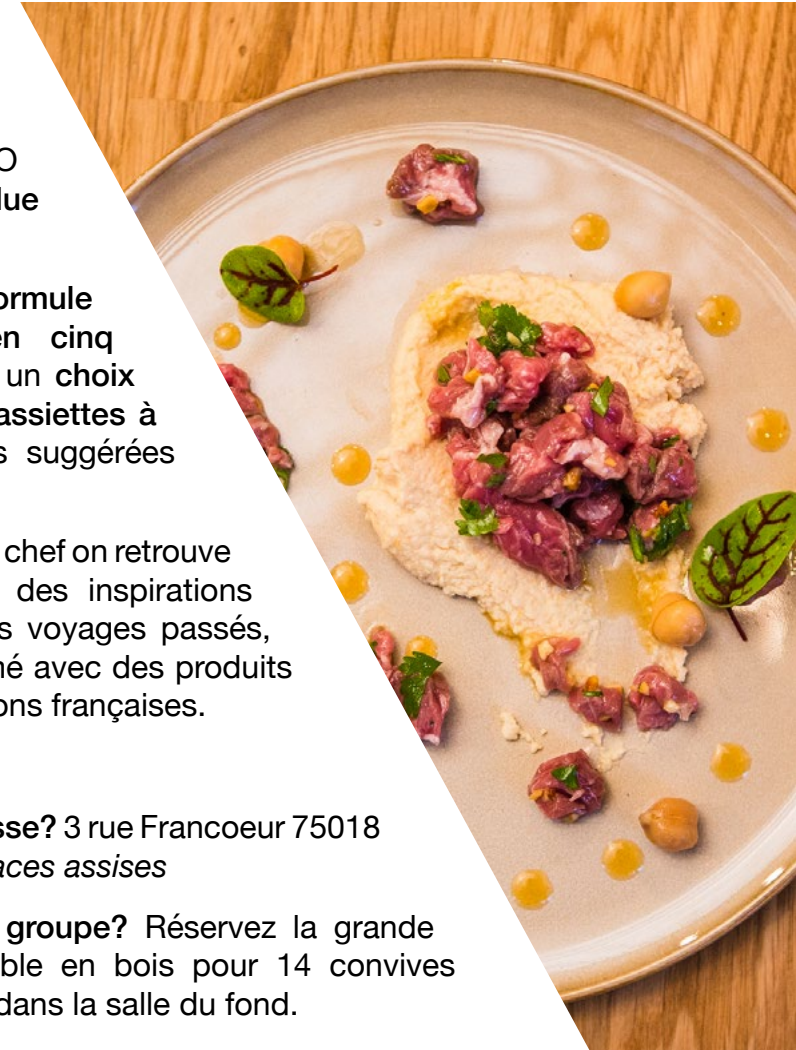 O
lue
ormule
en cinq
un choix
assiettes à
s suggérées
chef on retrouve
des inspirations
s voyages passés,
né avec des produits
ons françaises.
sse? 3 rue Francoeur 75018
aces assises
groupe? Réservez la grande
ble en bois pour 14 convives
dans la salle du fond.